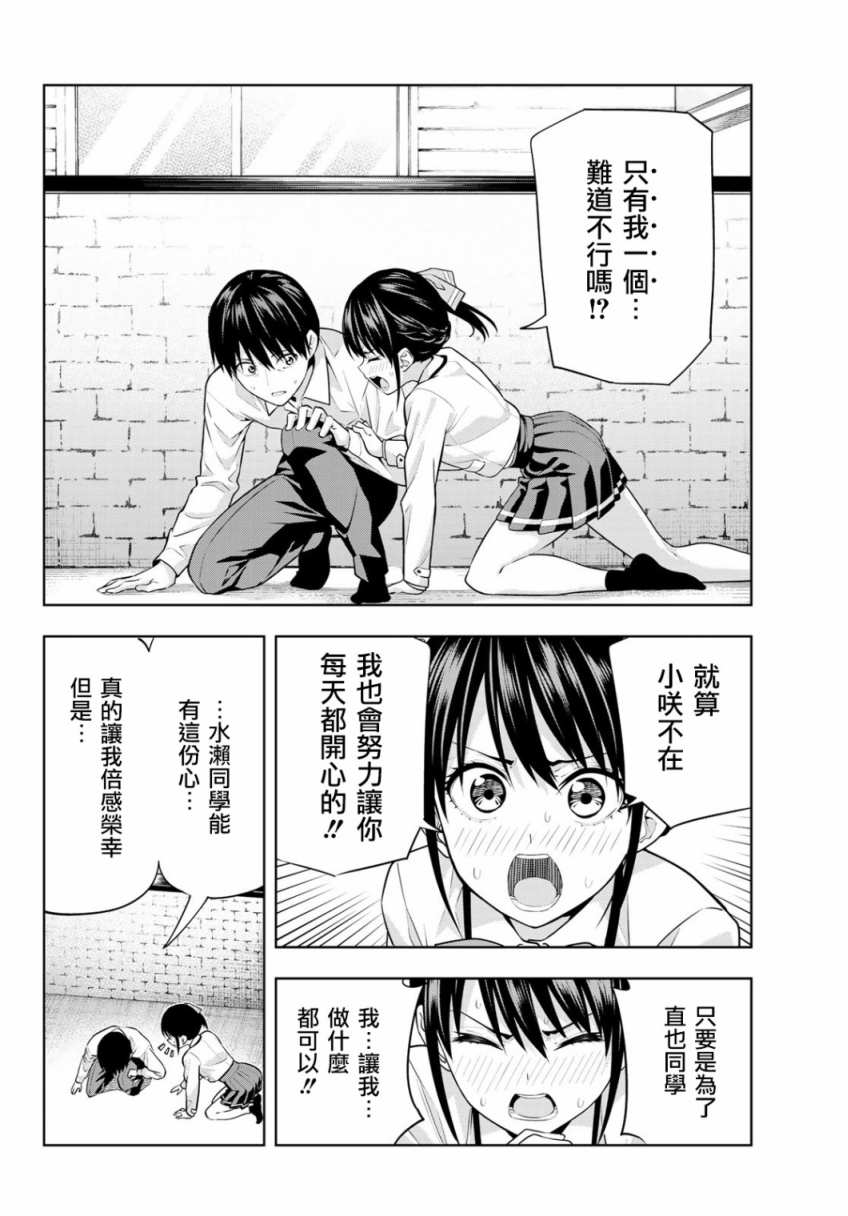 只有我一個…
難道不行嗎!?
就算
小咲不在
我也會努力讓你
每天都開心的!!
只要是為了
直也同學
我…讓我…
做什麼
都可以!!
…水瀨同學能
有這份心…
真的讓我倍感榮幸
但是…